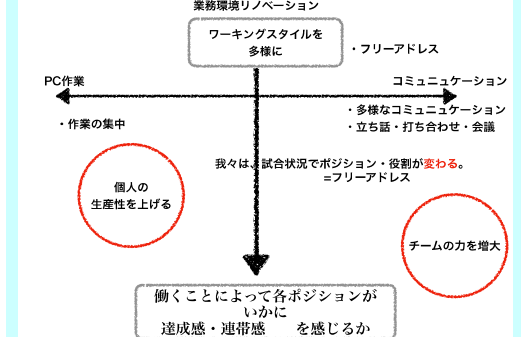 業務環境リノベーション
ワーキングスタイルを
多様に
・フリーアドレス
PC作業
コミュニュケーション
・作業の集中
・多様なコミュニュケーション
・立ち話・打ち合わせ・会議
我々は、試合状況でポジション・役割が変わる。
=フリーアドレス
個人の
生産性を上げる
チームの力を増大
働くことによって各ポジションが
いかに
達成感・連帯感　　を感じるか